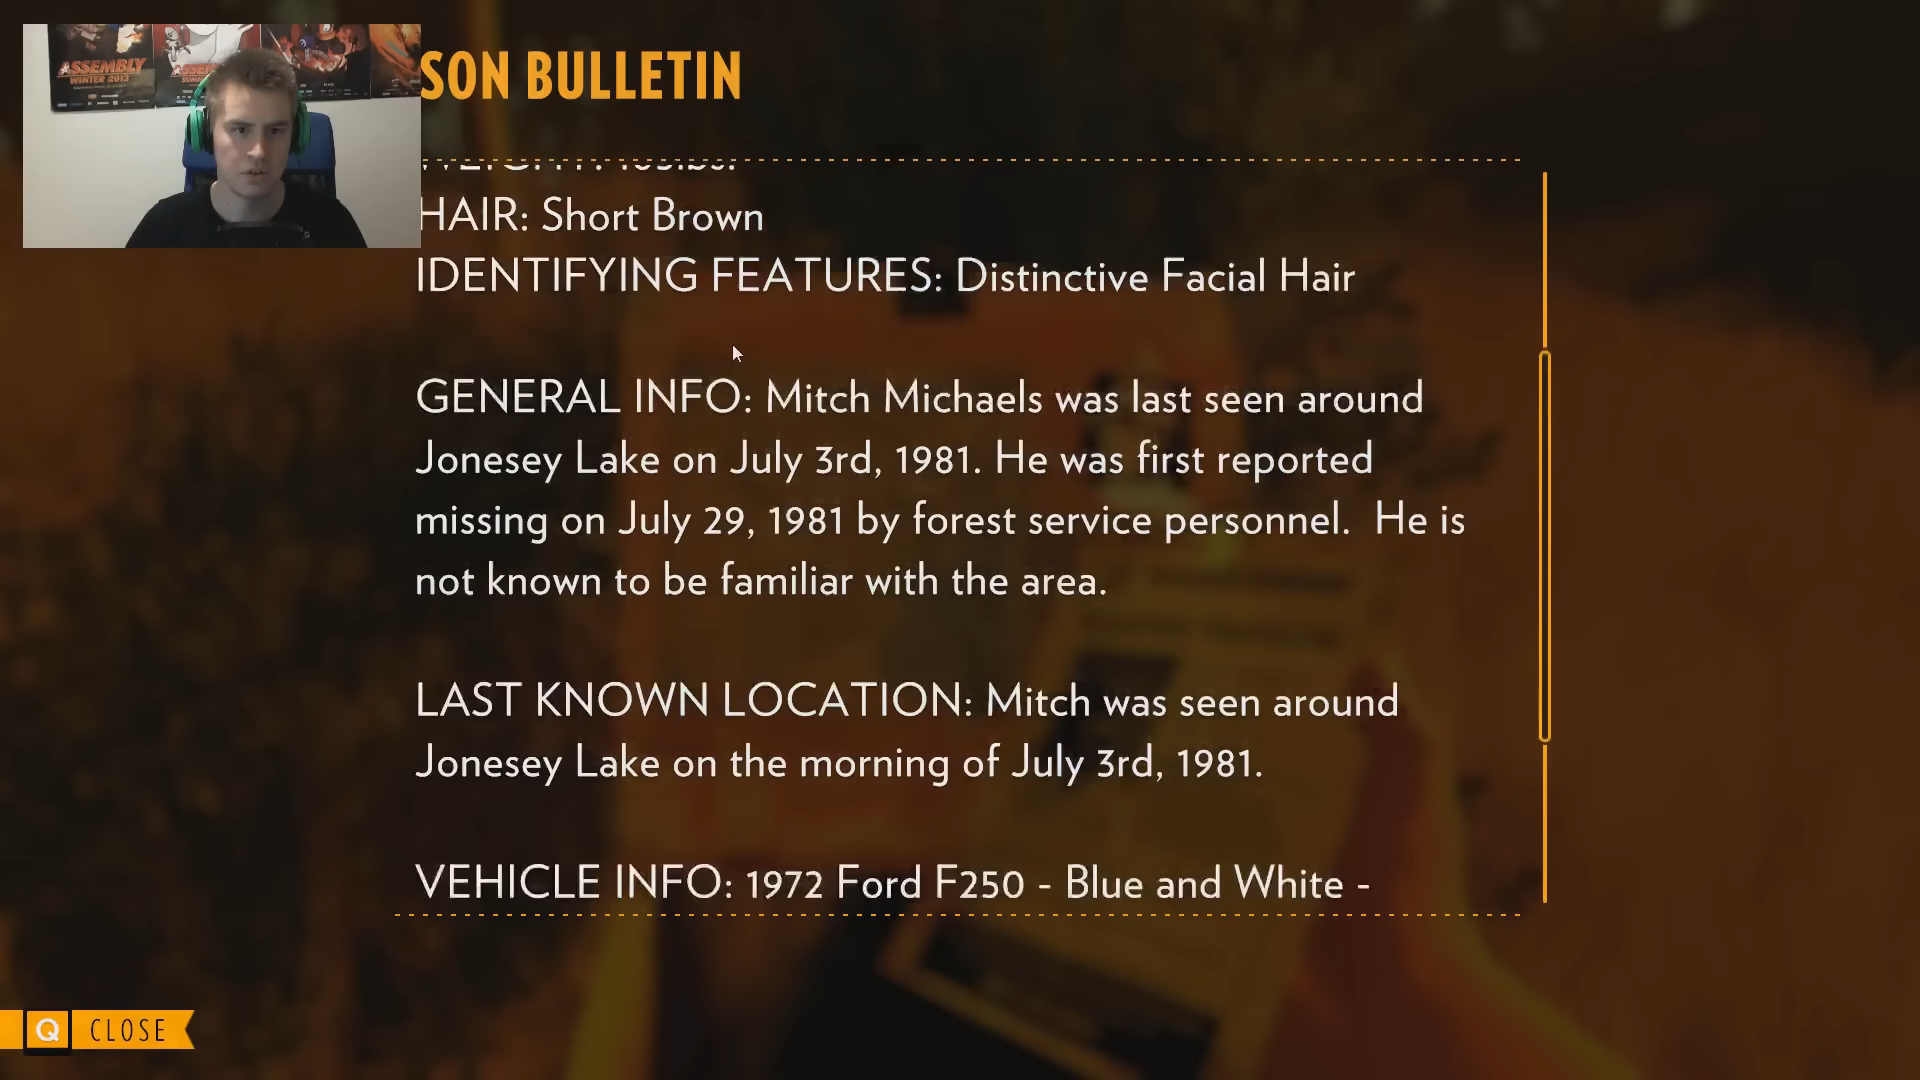 ASSEMBLY
WINTER 2013
SON BULLETIN
HAIR: Short Brown
IDENTIFYING FEATURES: Distinctive Facial Hair
GENERAL INFO: Mitch Michaels was last seen around
Jonesey Lake on July 3rd, 1981. He was first reported
missing on July 29, 1981 by forest service personnel.  He is
not known to be familiar with the area.
LAST KNOWN LOCATION: Mitch was seen around
Jonesey Lake on the morning of July 3rd, 1981.
VEHICLE INFO: 1972 Ford F250 - Blue and White -
Q CLOSE